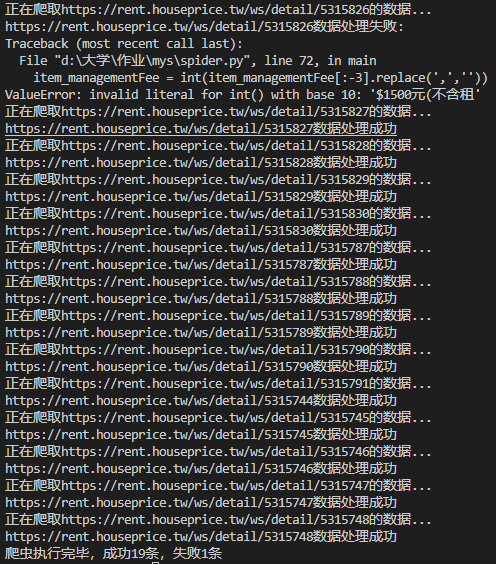 正在爬取https://rent.houseprice.tw/ws/detail/5315826的数据...
https://rent.houseprice.tw/ws/detail/5315826数据处理失败:
Traceback (most recent call last):
  File "d:\大学\作业\mys\spider.py", line 72, in main
    item_managementFee = int(item_managementFee[:-3].replace(',',''))
ValueError: invalid literal for int() with base 10: '$1500元(不含租'
正在爬取https://rent.houseprice.tw/ws/detail/5315827的数据...
https://rent.houseprice.tw/ws/detail/5315827数据处理成功
正在爬取https://rent.houseprice.tw/ws/detail/5315828的数据...
https://rent.houseprice.tw/ws/detail/5315828数据处理成功
正在爬取https://rent.houseprice.tw/ws/detail/5315829的数据...
https://rent.houseprice.tw/ws/detail/5315829数据处理成功
正在爬取https://rent.houseprice.tw/ws/detail/5315830的数据...
https://rent.houseprice.tw/ws/detail/5315830数据处理成功
正在爬取https://rent.houseprice.tw/ws/detail/5315787的数据...
https://rent.houseprice.tw/ws/detail/5315787数据处理成功
正在爬取https://rent.houseprice.tw/ws/detail/5315788的数据...
https://rent.houseprice.tw/ws/detail/5315788数据处理成功
正在爬取https://rent.houseprice.tw/ws/detail/5315789的数据...
https://rent.houseprice.tw/ws/detail/5315789数据处理成功
正在爬取https://rent.houseprice.tw/ws/detail/5315790的数据...
https://rent.houseprice.tw/ws/detail/5315790数据处理成功
正在爬取https://rent.houseprice.tw/ws/detail/5315791的数据...
https://rent.houseprice.tw/ws/detail/5315744数据处理成功
正在爬取https://rent.houseprice.tw/ws/detail/5315745的数据...
https://rent.houseprice.tw/ws/detail/5315745数据处理成功
正在爬取https://rent.houseprice.tw/ws/detail/5315746的数据...
https://rent.houseprice.tw/ws/detail/5315746数据处理成功
正在爬取https://rent.houseprice.tw/ws/detail/5315747的数据...
https://rent.houseprice.tw/ws/detail/5315747数据处理成功
正在爬取https://rent.houseprice.tw/ws/detail/5315748的数据...
https://rent.houseprice.tw/ws/detail/5315748数据处理成功
爬虫执行完毕, 成功19条, 失败1条